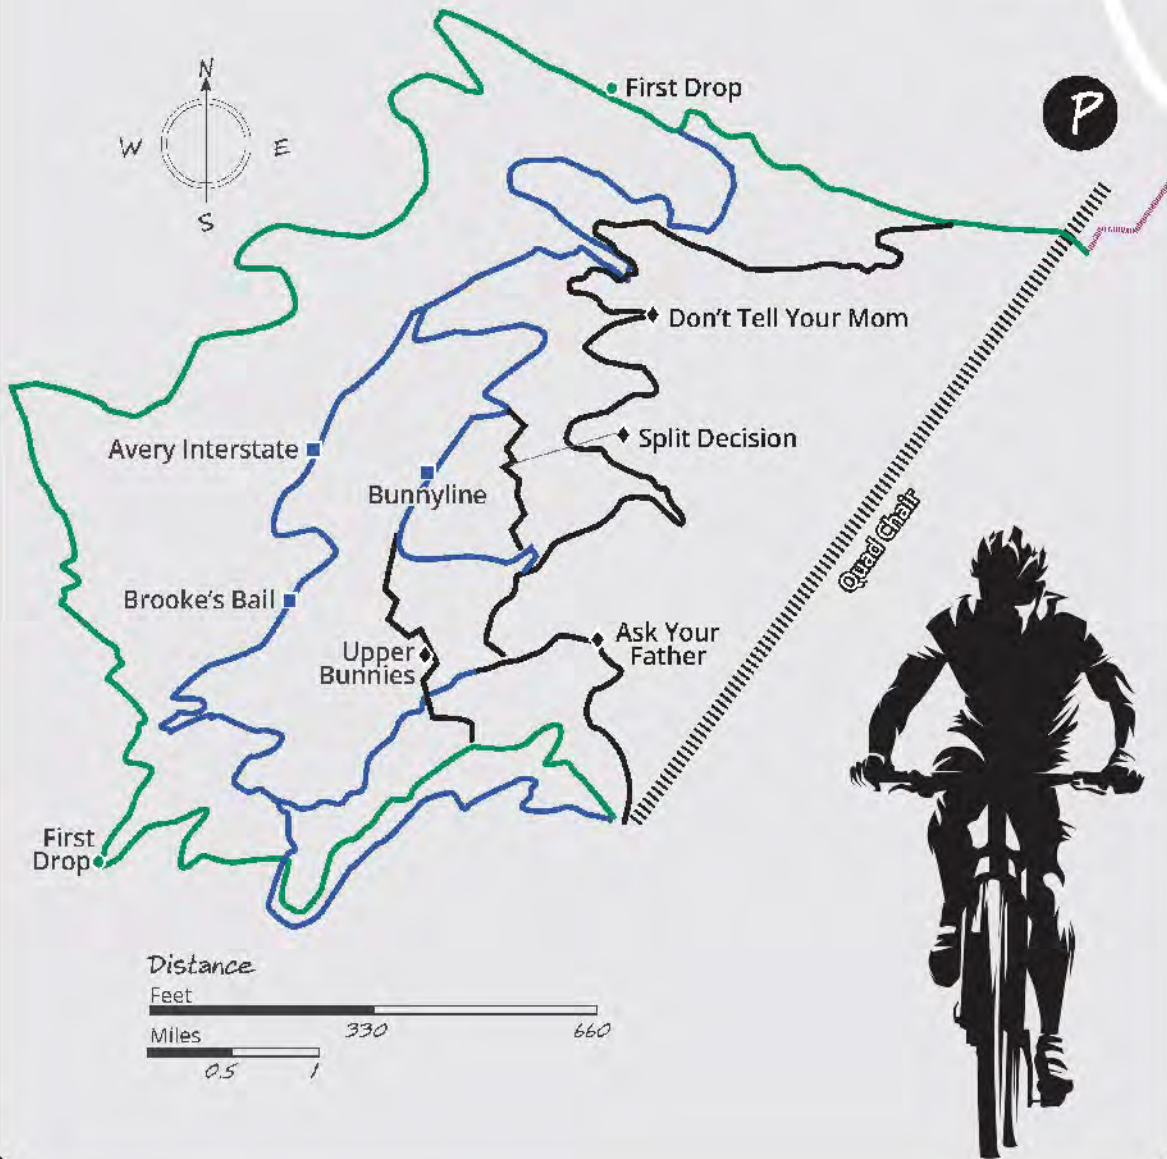 N
First Drop
P
W
E
S
Don't Tell Your Mom
Split Decision
Avery Interstate
Bunnyline
Quad Chair
Brooke's Bail
Ask Your
Father
Upper
Bunnies
First
Drop
Distance
Feet
330
660
Miles
0.5
1